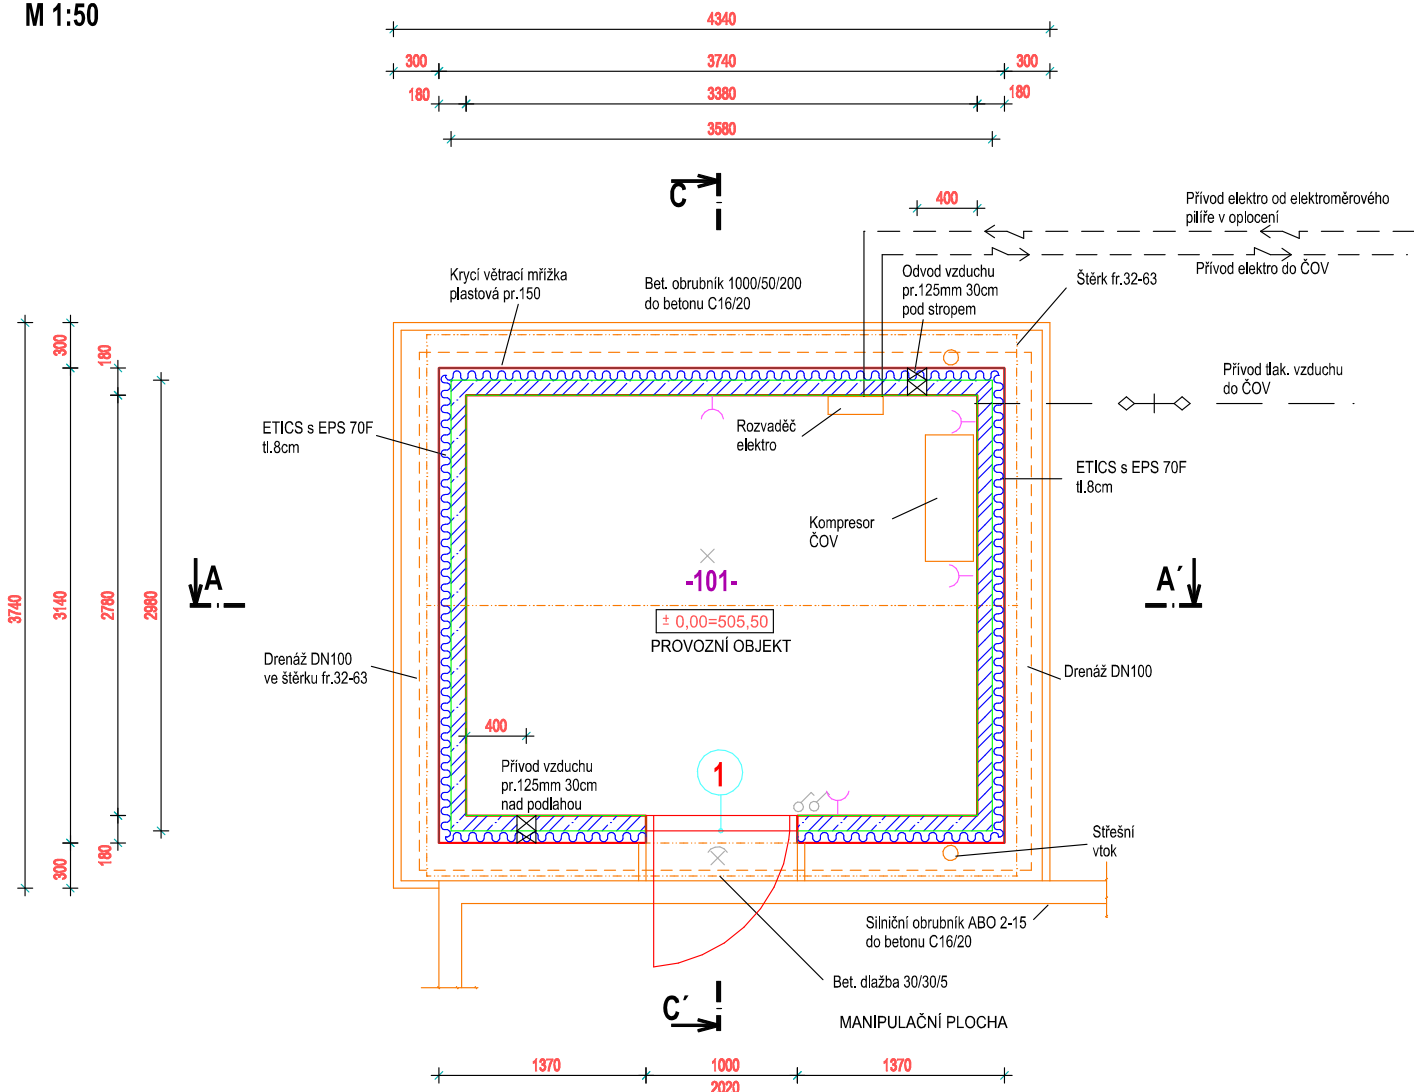 M 1:50
4340
300
3740
300
180
3380
180
3580
C
400
Přívod elektro od elektroměrového
pilíře v oplocení
Přívod elektro do ČOV
Krycí větrací mřížka
plastová pr.150
Bet. obrubník 1000/50/200
do betonu C16/20
Odvod vzduchu
pr.125mm 30cm
pod stropem
Štěrk fr.32-63
Přívod tlak. vzduchu
do ČOV
300
180
ETICS s EPS 70F
tl.8cm
Rozvaděč
elektro
ETICS s EPS 70F
tl.8cm
Kompresor
ČOV
A
-101-
A´
3740
3140
2780
2980
± 0,00=505,50
PROVOZNÍ OBJEKT
Drenáž DN100
ve štěrku fr.32-63
Drenáž DN100
400
Přívod vzduchu
pr.125mm 30cm
nad podlahou
1
300
180
Střešní
vtok
Silniční obrubník ABO 2-15
do betonu C16/20
Bet. dlažba 30/30/5
C´
MANIPULAČNÍ PLOCHA
1370
1000
1370
2020